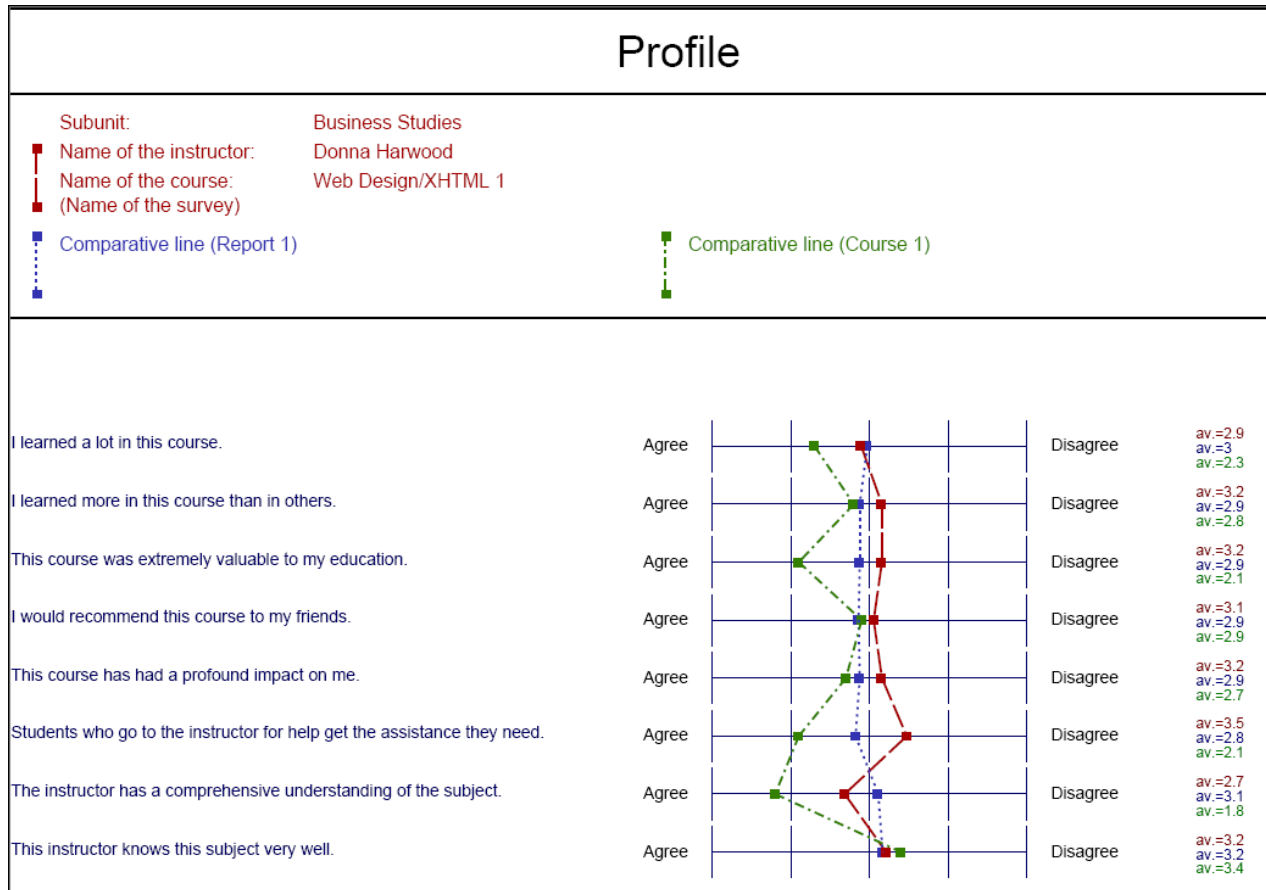 Profile
Subunit: Business Studies
Name of the instructor: Donna Harwood
Name of the course: Web Design/XHTML 1
(Name of the survey)
Comparative line (Report 1) Comparative line (Course 1)
I learned a lot in this course. Agree Disagree av.=2.9
av.=3
av.=2.3
I learned more in this course than in others. Agree Disagree av.=3.2
av.=2.9
av.=2.8
This course was extremely valuable to my education. Agree Disagree av.=3.2
av.=2.9
av.=2.1
I would recommend this course to my friends. Agree Disagree av.=3.1
av.=2.9
av.=2.9
This course has had a profound impact on me. Agree Disagree av.=3.2
av.=2.9
av.=2.7
Students who go to the instructor for help get the assistance they need. Agree Disagree av.=3.5
av.=2.8
av.=2.1
The instructor has a comprehensive understanding of the subject. Agree Disagree av.=2.7
av.=3.1
av.=1.8
This instructor knows this subject very well. Agree Disagree av.=3.2
av.=3.2
av.=3.4